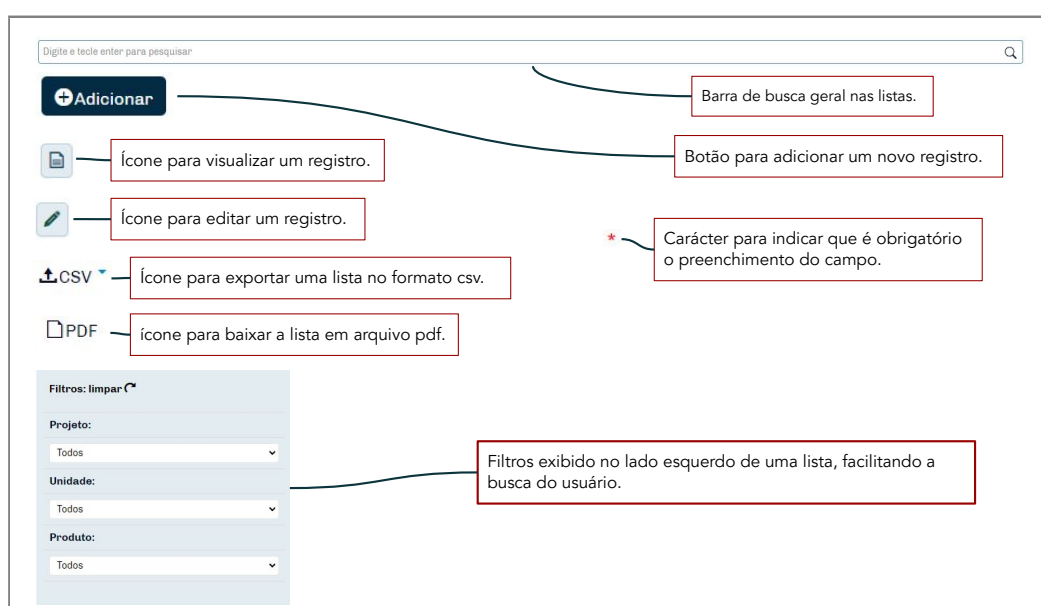 Digite e tecle enter para pesquisar
Adicionar
Barra de busca geral nas listas.
Ícone para visualizar um registro.
Botão para adicionar um novo registro.
Ícone para editar um registro.
*
Carácter para indicar que é obrigatório
o preenchimento do campo.
CSV
Ícone para exportar uma lista no formato csv.
PDF
ícone para baixar a lista em arquivo pdf.
Filtros: limpar
Projeto:
Todos
Unidade:
Todos
Produto:
Todos
Filtros exibido no lado esquerdo de uma lista, facilitando a
busca do usuário.